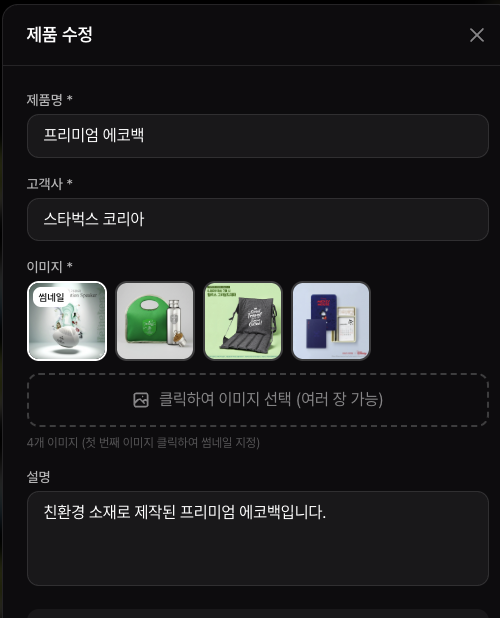 제품 수정
제품명 *
프리미엄 에코백
고객사 *
스타벅스 코리아
이미지 *
썸네일
클릭하여 이미지 선택 (여러 장 가능)
4개 이미지 (첫 번째 이미지 클릭하여 썸네일 지정)
설명
친환경 소재로 제작된 프리미엄 에코백입니다.